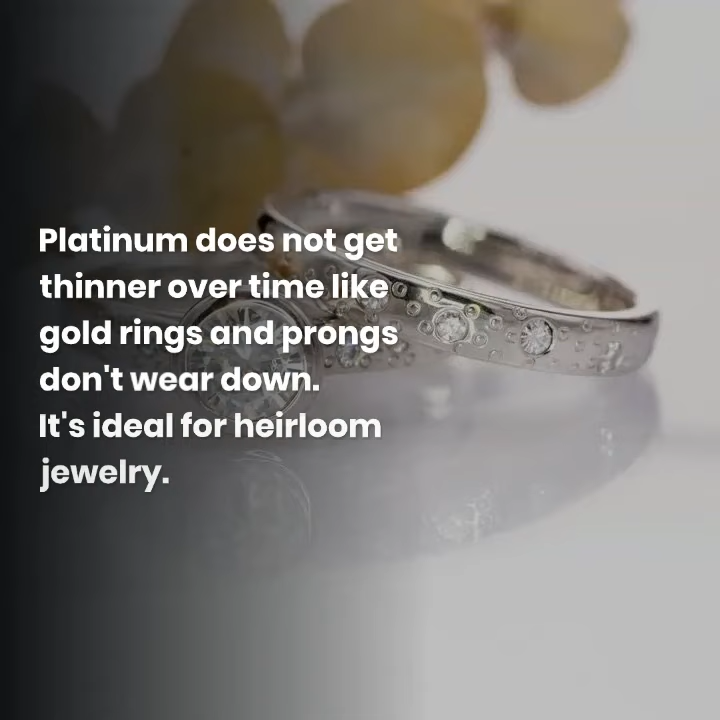 Platinum does not get
thinner over time like
gold rings and prongs
don't wear down.
It's ideal for heirloom
jewelry.